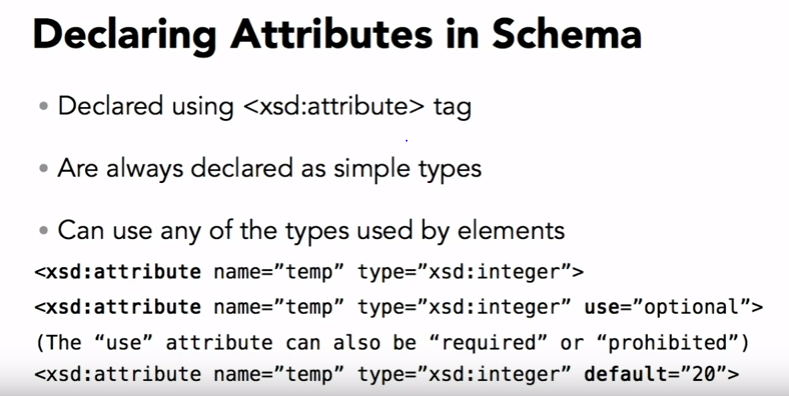 Declaring Attributes in Schema
• Declared using <xsd:attribute> tag
• Are always declared as simple types
• Can use any of the types used by elements
<xsd:attribute name=”temp” type=”xsd:integer”>
<xsd:attribute name=”temp” type=”xsd:integer” use=”optional”>
(The “use” attribute can also be “required” or “prohibited”)
<xsd:attribute name=”temp” type=”xsd:integer” default=”20”>